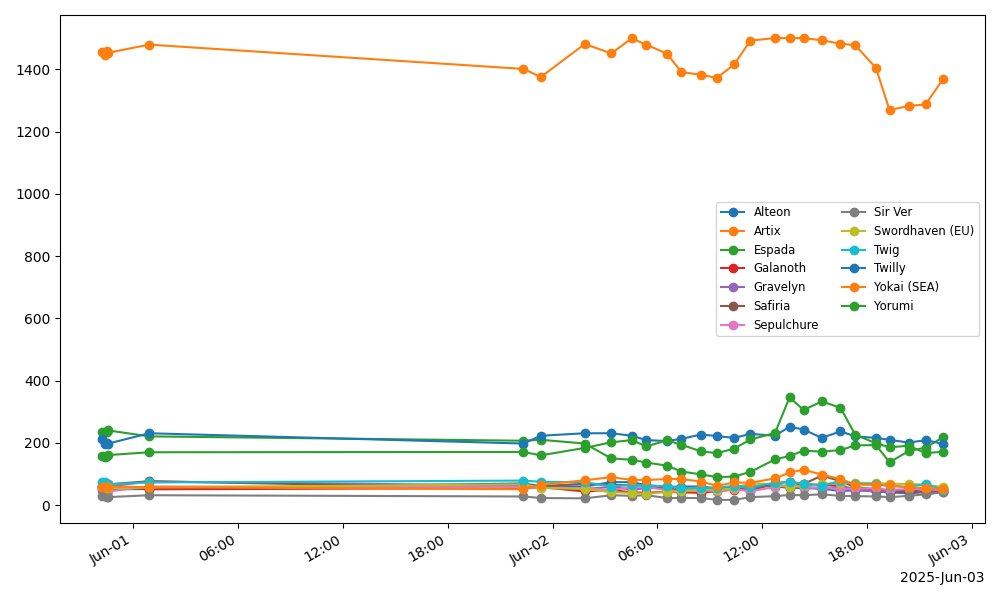 1400
1200
1000
800
600
400
200
0
Alteon
Artix
Espada
Galanoth
Gravelyn
Safiria
Sepulchure
Sir Ver
Swordhaven (EU)
Twig
Twilly
Yokai (SEA)
Yorumi
Jun-01
06:00
12:00
18:00
Jun-02
06:00
12:00
18:00
Jun-03
2025-Jun-03